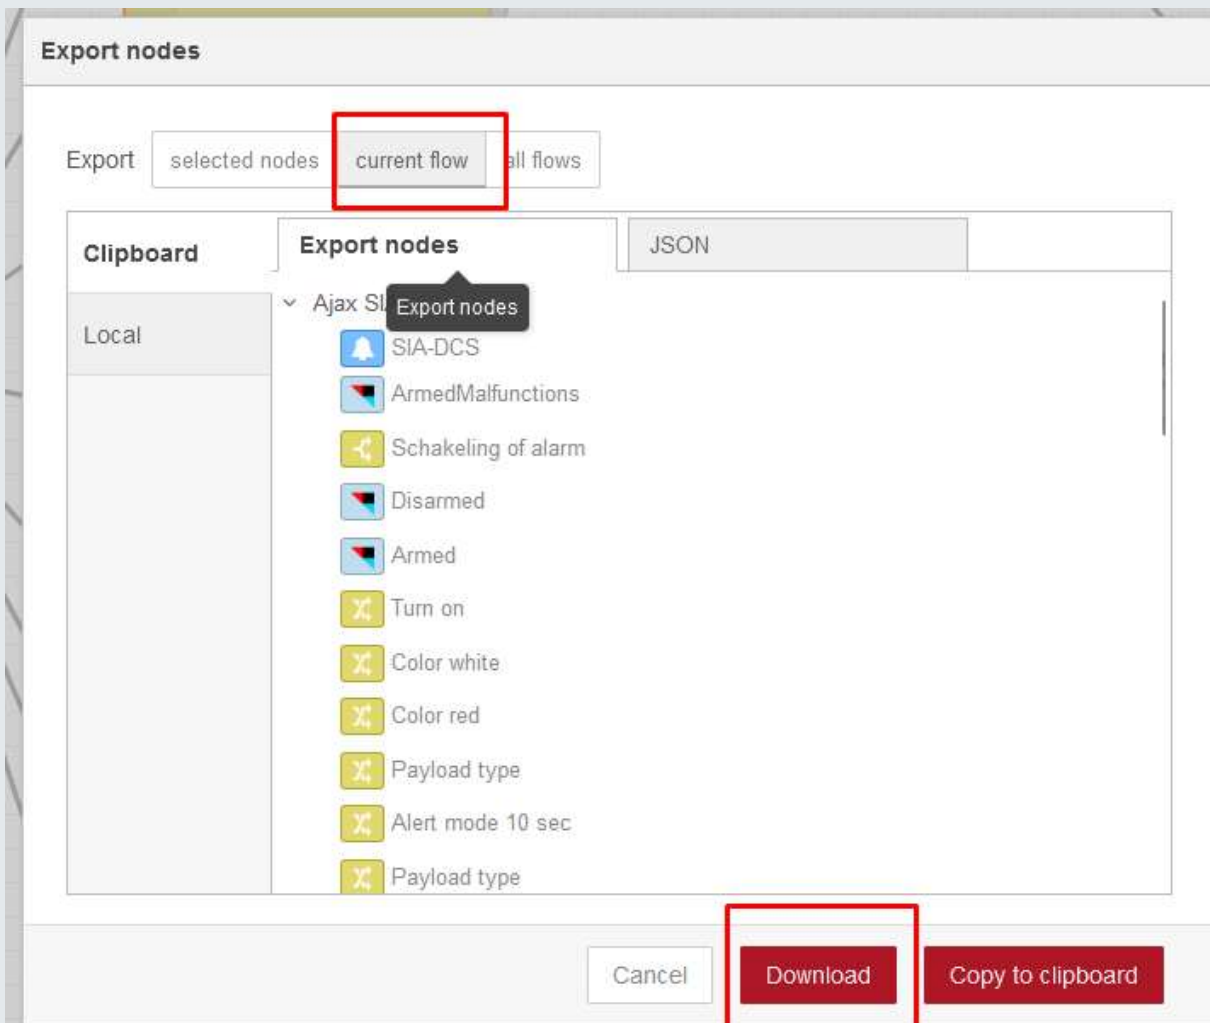 Export nodes
Export selected nodes current flow all flows
Clipboard Export nodes JSON
Ajax
Export nodes
Local
SIA-DCS
ArmedMalfunctions
Schakeling of alarm
Disarmed
Armed
Turn on
Color white
Color red
Payload type
Alert mode 10 sec
Payload type
Cancel Download Copy to clipboard